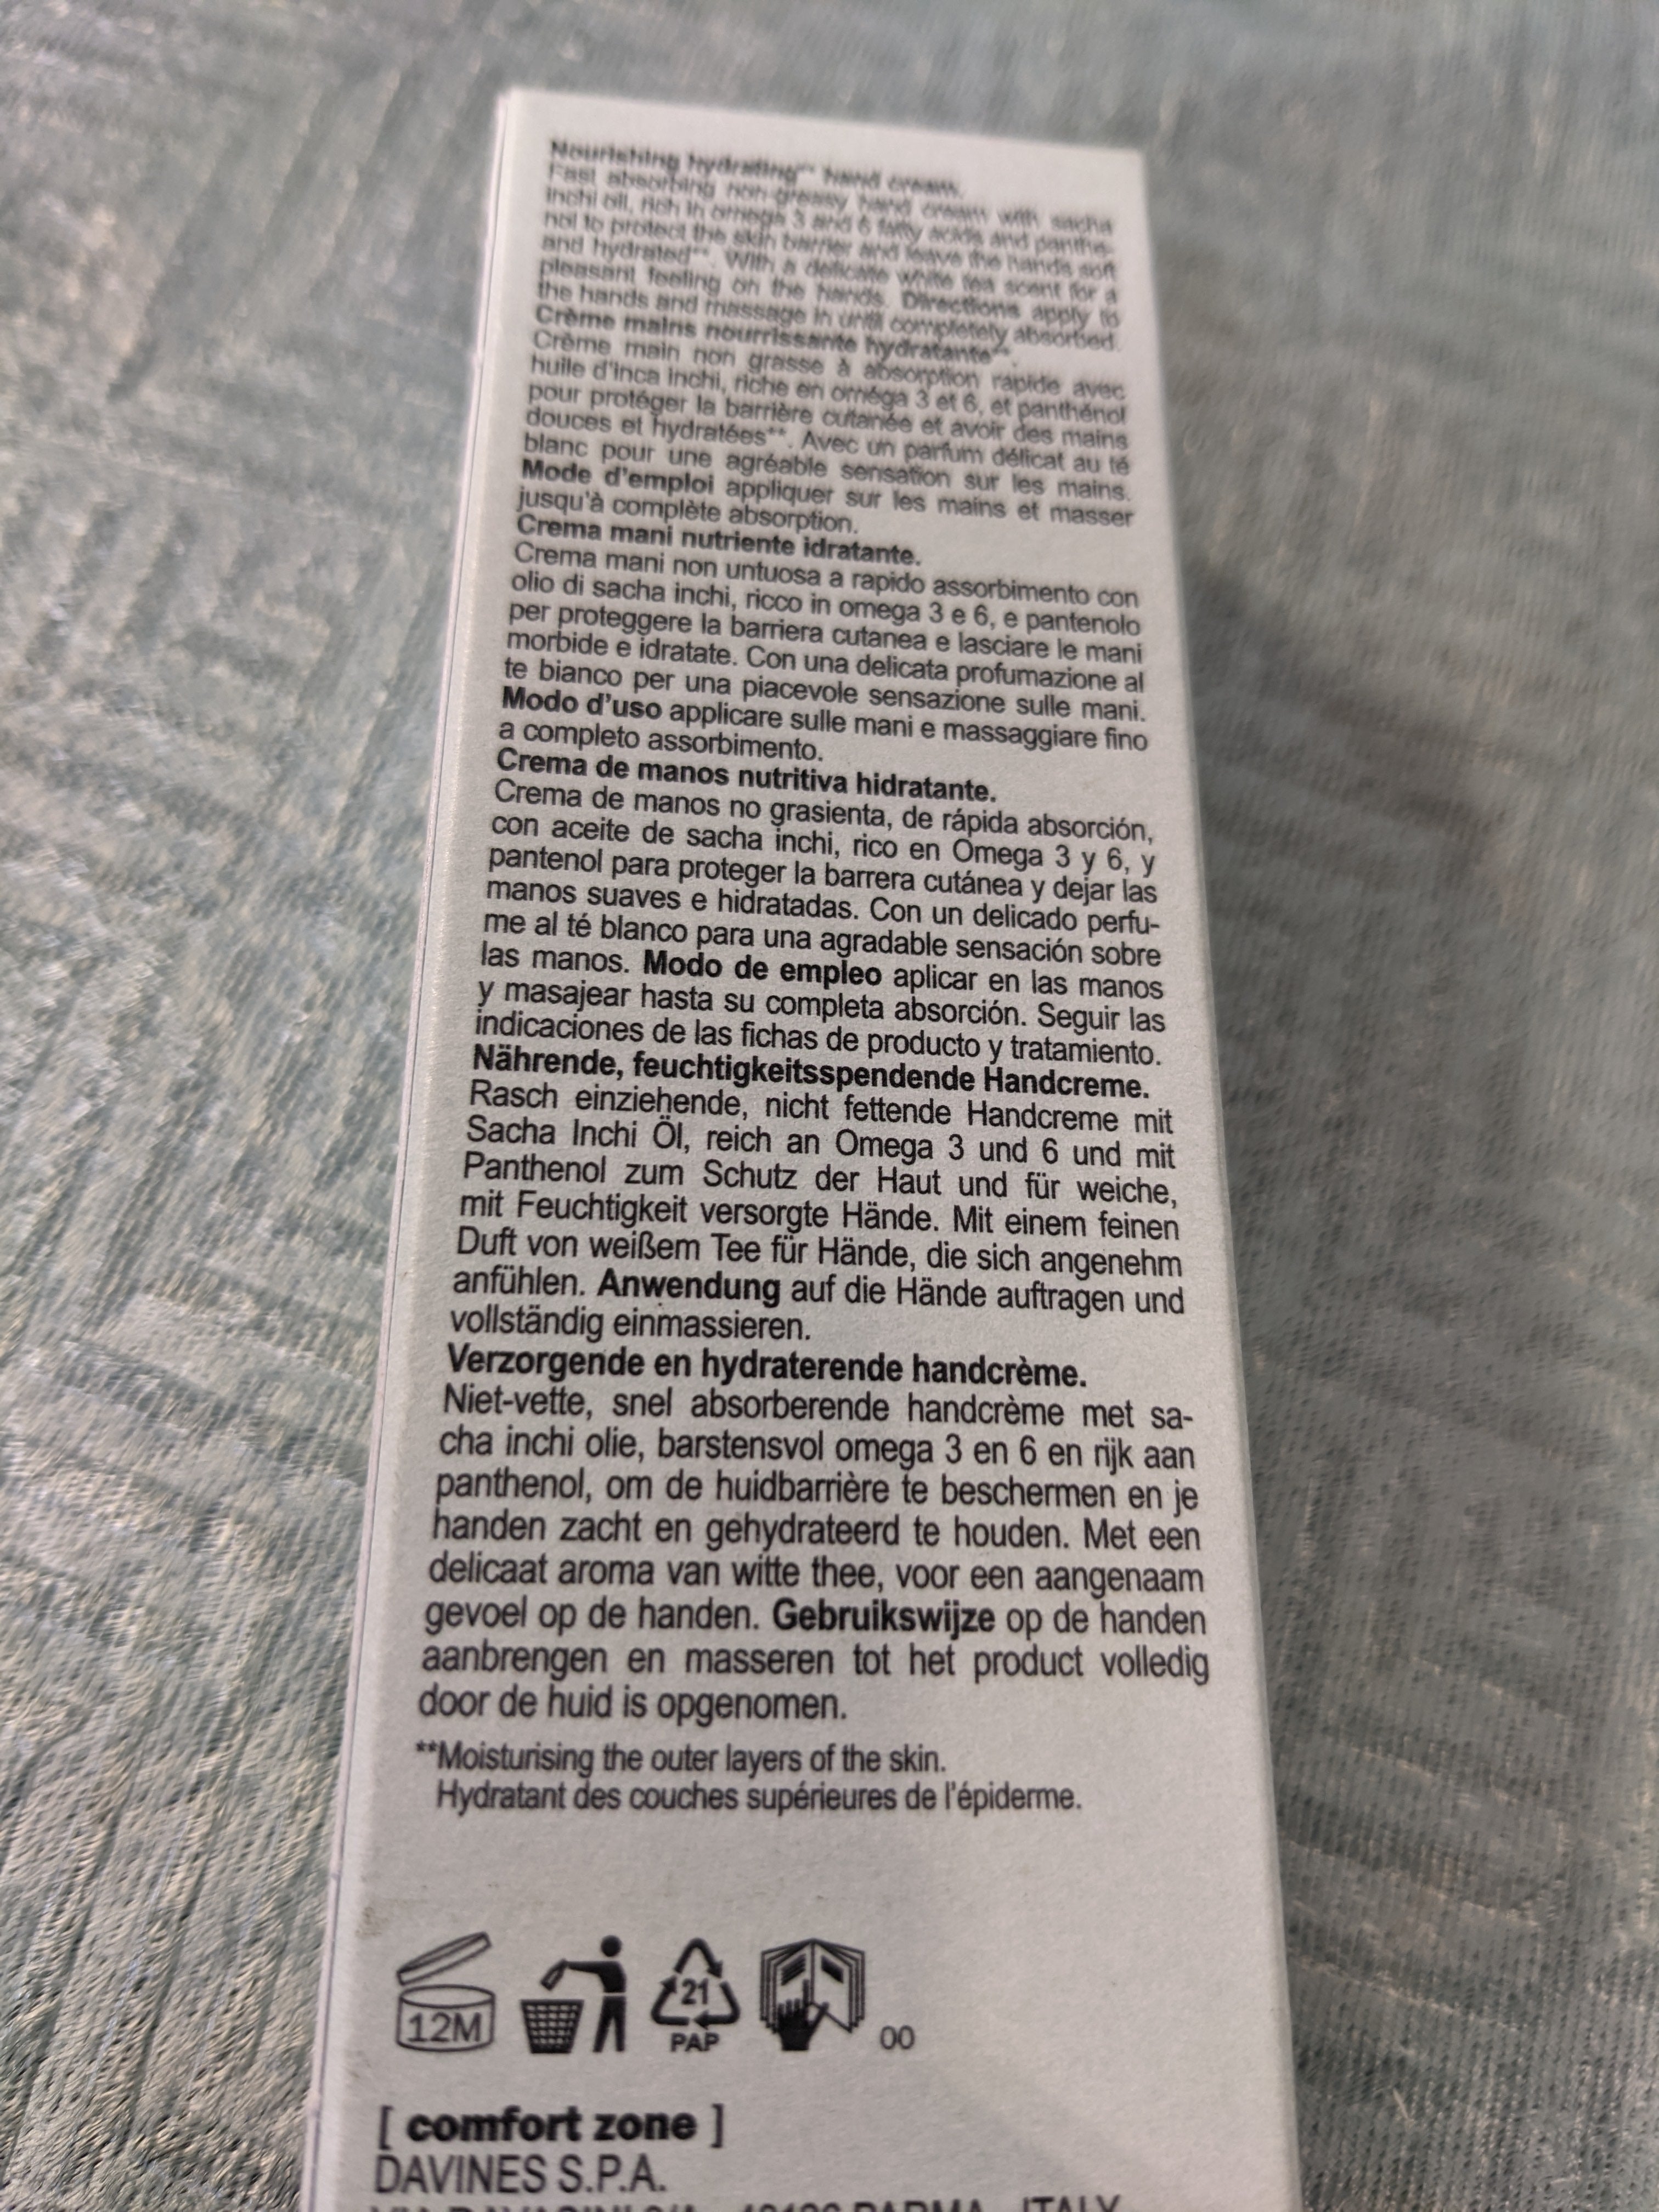 Nourishing hydrating** hand cream.
Fast absorbing non-greasy hand cream with sacha
inchi oil, rich in omega 3 and 6 fatty acids and panthe-
nol to protect the skin barrier and leave the hands soft
and hydrated**. With a delicate white tea scent for a
pleasant feeling on the hands. Directions apply to
the hands and massage in until completely absorbed.
Crème mains nourrissante hydratante**.
Crème main non grasse à absorption rapide avec
huile d'Inca Inchi, riche en oméga 3 et 6, et panthénol
pour protéger la barrière cutanée et avoir des mains
douces et hydratées**. Avec un parfum délicat au té
blanc pour une agréable sensation sur les mains.
Mode d'emploi appliquer sur les mains et masser
jusqu'à complète absorption.
Crema mani nutriente idratante.
Crema mani non untuosa a rapido assorbimento con
olio di sacha inchi, ricco in omega 3 e 6, e pantenolo
per proteggere la barriera cutanea e lasciare le mani
morbide e idratate. Con una delicata profumazione al
te bianco per una piacevole sensazione sulle mani.
Modo d'uso applicare sulle mani e massaggiare fino
a completo assorbimento.
Crema de manos nutritiva hidratante.
Crema de manos no grasienta, de rápida absorción,
con aceite de sacha inchi, rico en Omega 3 y 6, y
pantenol para proteger la barrera cutánea y dejar las
manos suaves e hidratadas. Con un delicado perfu-
me al té blanco para una agradable sensación sobre
las manos. Modo de empleo aplicar en las manos
y masajear hasta su completa absorción. Seguir las
indicaciones de las fichas de producto y tratamiento.
Nährende, feuchtigkeitsspendende Handcreme.
Rasch einziehende, nicht fettende Handcreme mit
Sacha Inchi Öl, reich an Omega 3 und 6 und mit
Panthenol zum Schutz der Haut und für weiche,
mit Feuchtigkeit versorgte Hände. Mit einem feinen
Duft von weißem Tee für Hände, die sich angenehm
anfühlen. Anwendung auf die Hände auftragen und
vollständig einmassieren.
Verzorgende en hydraterende handcrème.
Niet-vette, snel absorberende handcrème met sa-
cha inchi olie, barstensvol omega 3 en 6 en rijk aan
panthenol, om de huidbarrière te beschermen en je
handen zacht en gehydrateerd te houden. Met een
delicaat aroma van witte thee, voor een aangenaam
gevoel op de handen. Gebruikswijze op de handen
aanbrengen en masseren tot het product volledig
door de huid is opgenomen.
**Moisturising the outer layers of the skin.
Hydratant des couches supérieures de l'épiderme.
12M
21
PAP
00
[ comfort zone ]
DAVINES S.P.A.
PARMA - ITALY